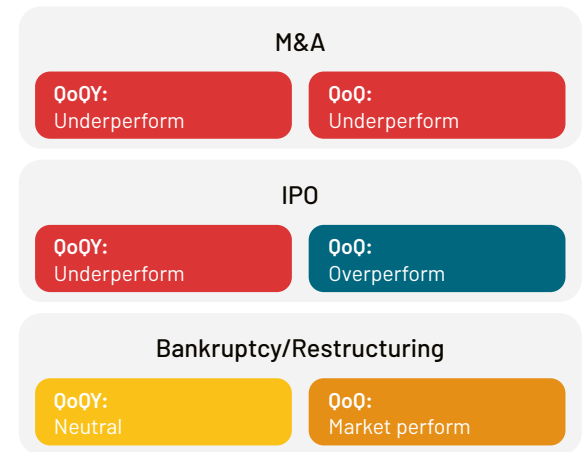 M&A
QoQY:
Underperform
QoQ:
Underperform
IPO
QoQY:
Underperform
QoQ:
Overperform
Bankruptcy/Restructuring
QoQY:
Neutral
QoQ:
Market perform